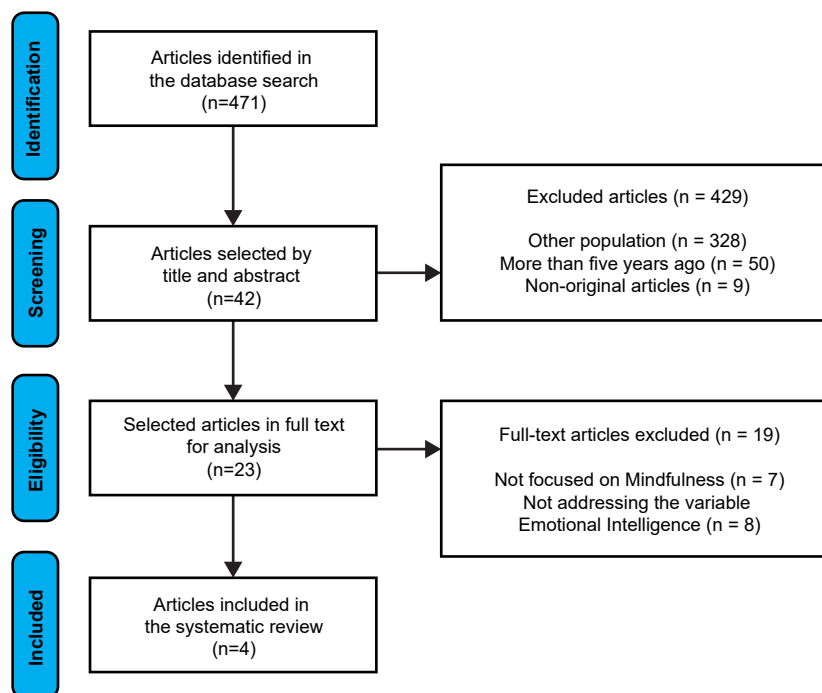 Identification
Articles identified in
the database search
(n=471)
Screening
Articles selected by
title and abstract
(n=42)
Excluded articles (n = 429)
Other population (n = 328)
More than five years ago (n = 50)
Non-original articles (n = 9)
Eligibility
Selected articles in full text
for analysis
(n=23)
Full-text articles excluded (n = 19)
Not focused on Mindfulness (n = 7)
Not addressing the variable
Emotional Intelligence (n = 8)
Included
Articles included in
the systematic review
(n=4)